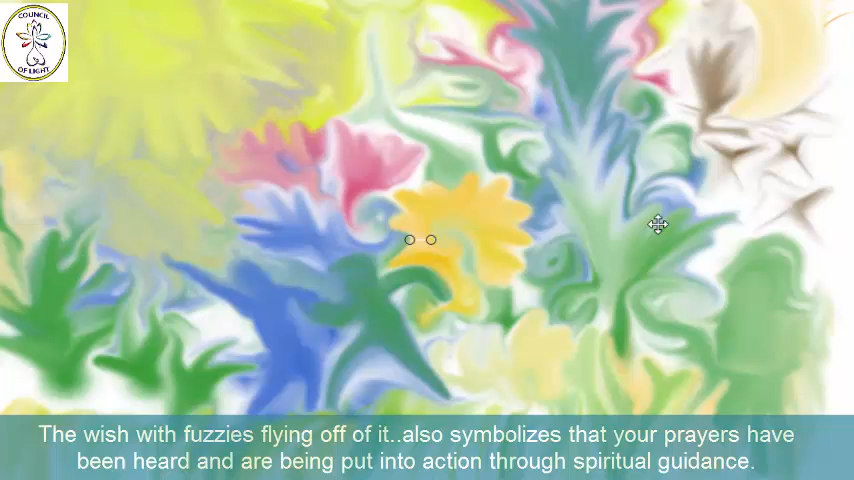 COUNCIL
OF LIGHT
The wish with fuzzies flying off of it..also symbolizes that your prayers have
been heard and are being put into action through spiritual guidance.